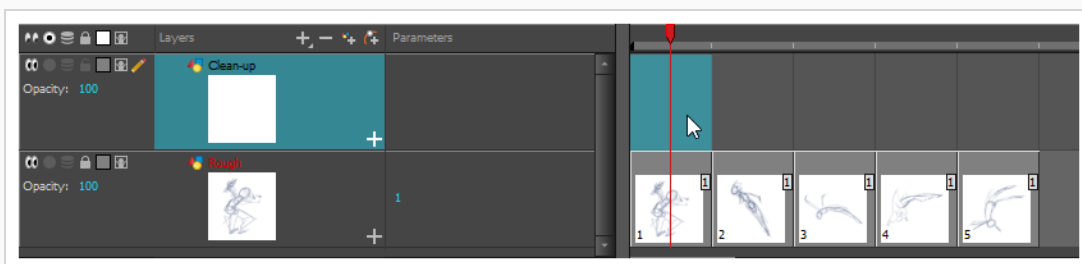 Layers
Parameters
Clean-up
Opacity: 100
Rough
Opacity: 100
1
1 1 1 1 1
1 2 3 4 5